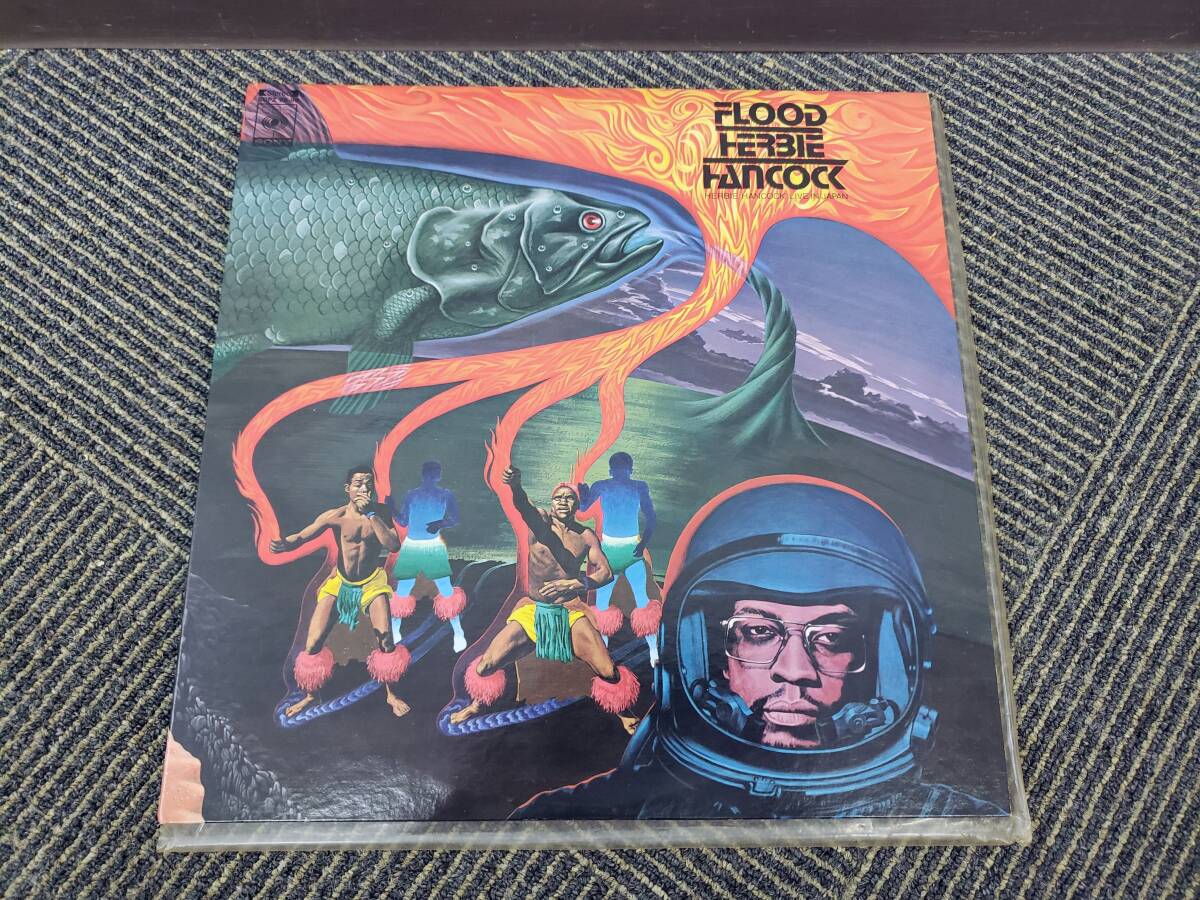 FLOOD
HERBIE
HANCOCK
HERBIE HANCOCK LIVE IN JAPAN